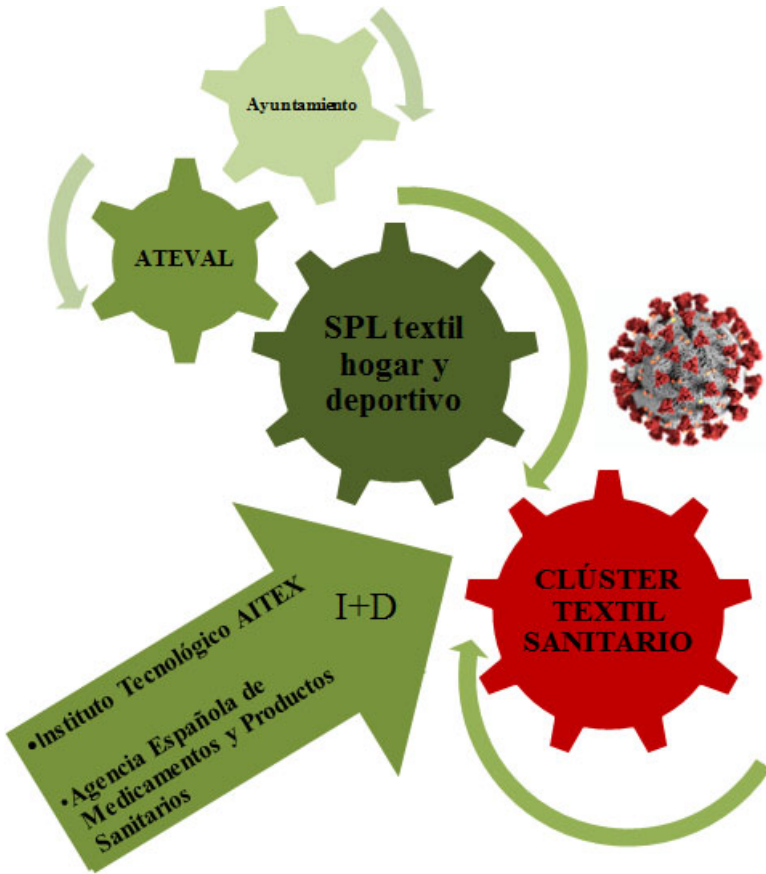 Ayuntamiento
ATEVAL
SPL textil
hogar y
deportivo
CLÚSTER
TEXTIL
SANITARIO
I+D
•Instituto Tecnológico AITEX
•Agencia Española de
Medicamentos y Productos
Sanitarios